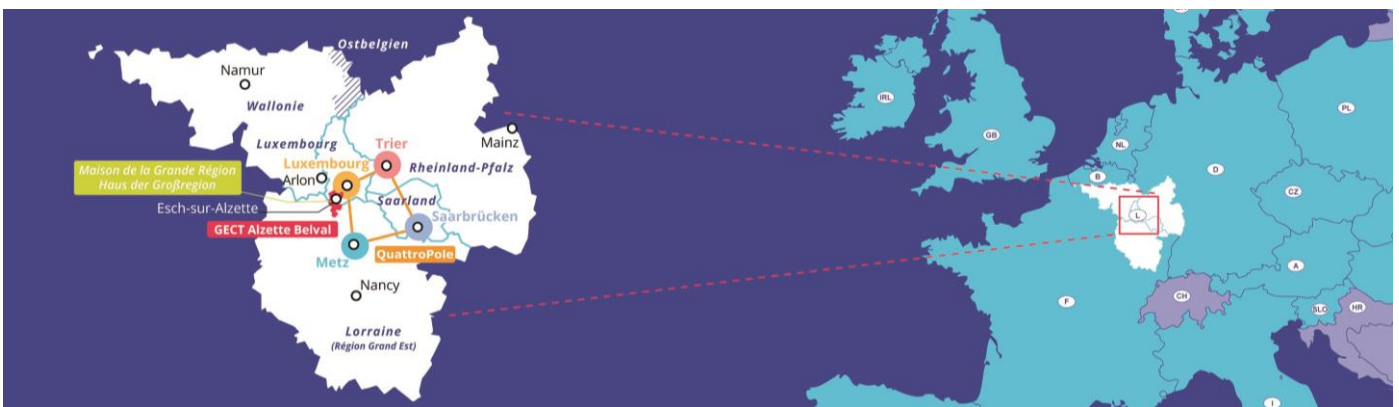 Ostbelgien
Namur
Wallonie
Luxembourg
Trier
Mainz
Luxembourg
Rheinland-Pfalz
Maison de la Grande Région
Haus der Großregion
Arlon
Saarland
Esch-sur-Alzette
Saarbrücken
GECT Alzette Belval
QuattroPole
Metz
Nancy
Lorraine
(Région Grand Est)
IRL
GB
NL
B
D
PL
CZ
L
A
F
CH
SLO
HR
I